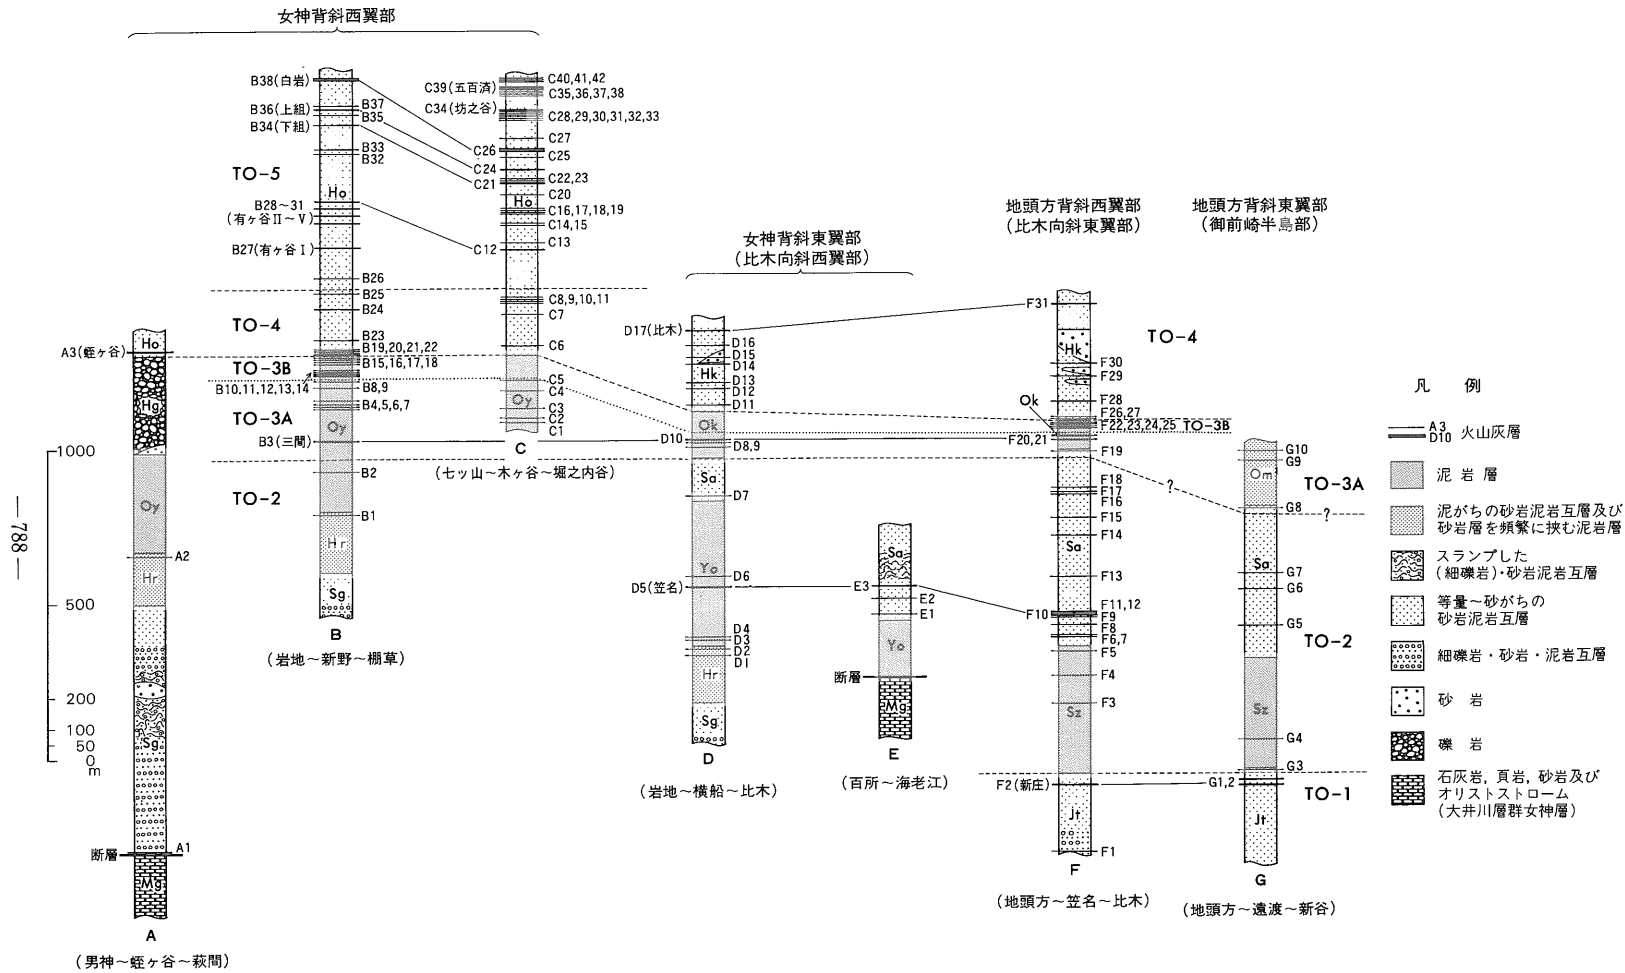 女神背斜西翼部
B38(白岩)
B37
B36(上組)
B35
B34(下組)
B33
B32
TO-5
Ho
B28〜31
(有ヶ谷Ⅱ〜Ⅴ)
B27(有ヶ谷Ⅰ)
B26
B25
B24
TO-4
B23
B19,20,21,22
TO-3B
B15,16,17,18
B10,11,12,13,14
B8,9
TO-3A
B4,5,6,7
Oy
B3(三間)
B2
TO-2
B1
Hr
Sg
B
(岩地〜新野〜棚草)
C40,41,42
C39(五百済)
C35,36,37,38
C34(坊之谷)
C28,29,30,31,32,33
C27
C26
C25
C24
C22,23
C21
C20
Ho
C16,17,18,19
C14,15
C13
C12
C8,9,10,11
C7
C6
C5
C4
Oy
C3
C2
C1
C
(七ッ山〜木ヶ谷〜堀之内谷)
Ho
A3(蛭ヶ谷)
Hg
Oy
A2
Hr
Sg
A1
断層
Mg
A
(男神〜蛭ヶ谷〜萩間)
1000
500
200
100
50
0
m
— 788 —
女神背斜東翼部
(比木向斜西翼部)
D17(比木)
D16
D15
D14
Hk
D13
D12
D11
Ok
D10
D8,9
Sa
D7
Yo
D6
D5(笠名)
D4
D3
D2
D1
Hr
Sg
D
(岩地〜横船〜比木)
Sa
E3
E2
E1
Yo
断層
Mg
E
(百所〜海老江)
地頭方背斜西翼部
(比木向斜東翼部)
F31
TO-4
Hk
F30
F29
Ok
F28
F26,27
F22,23,24,25
TO-3B
F20,21
F19
F18
F17
F16
?
F15
F14
Sa
F13
F11,12
F10
F9
F8
F6,7
F5
F4
F3
Sz
F2(新庄)
Jt
F1
F
(地頭方〜笠名〜比木)
地頭方背斜東翼部
(御前崎半島部)
G10
G9
Om
TO-3A
G8
?
Sa
G7
G6
G5
TO-2
Sz
G4
G3
G1,2
TO-1
Jt
G
(地頭方〜遠渡〜新谷)
凡 例
A3
D10 火山灰層
泥岩層
泥がちの砂岩泥岩互層及び
砂岩層を頻繁に挟む泥岩層
スランプした
(細礫岩)・砂岩泥岩互層
等量〜砂がちの
砂岩泥岩互層
細礫岩・砂岩・泥岩互層
砂 岩
礫 岩
石灰岩, 頁岩, 砂岩及び
オリストストローム
(大井川層群女神層)